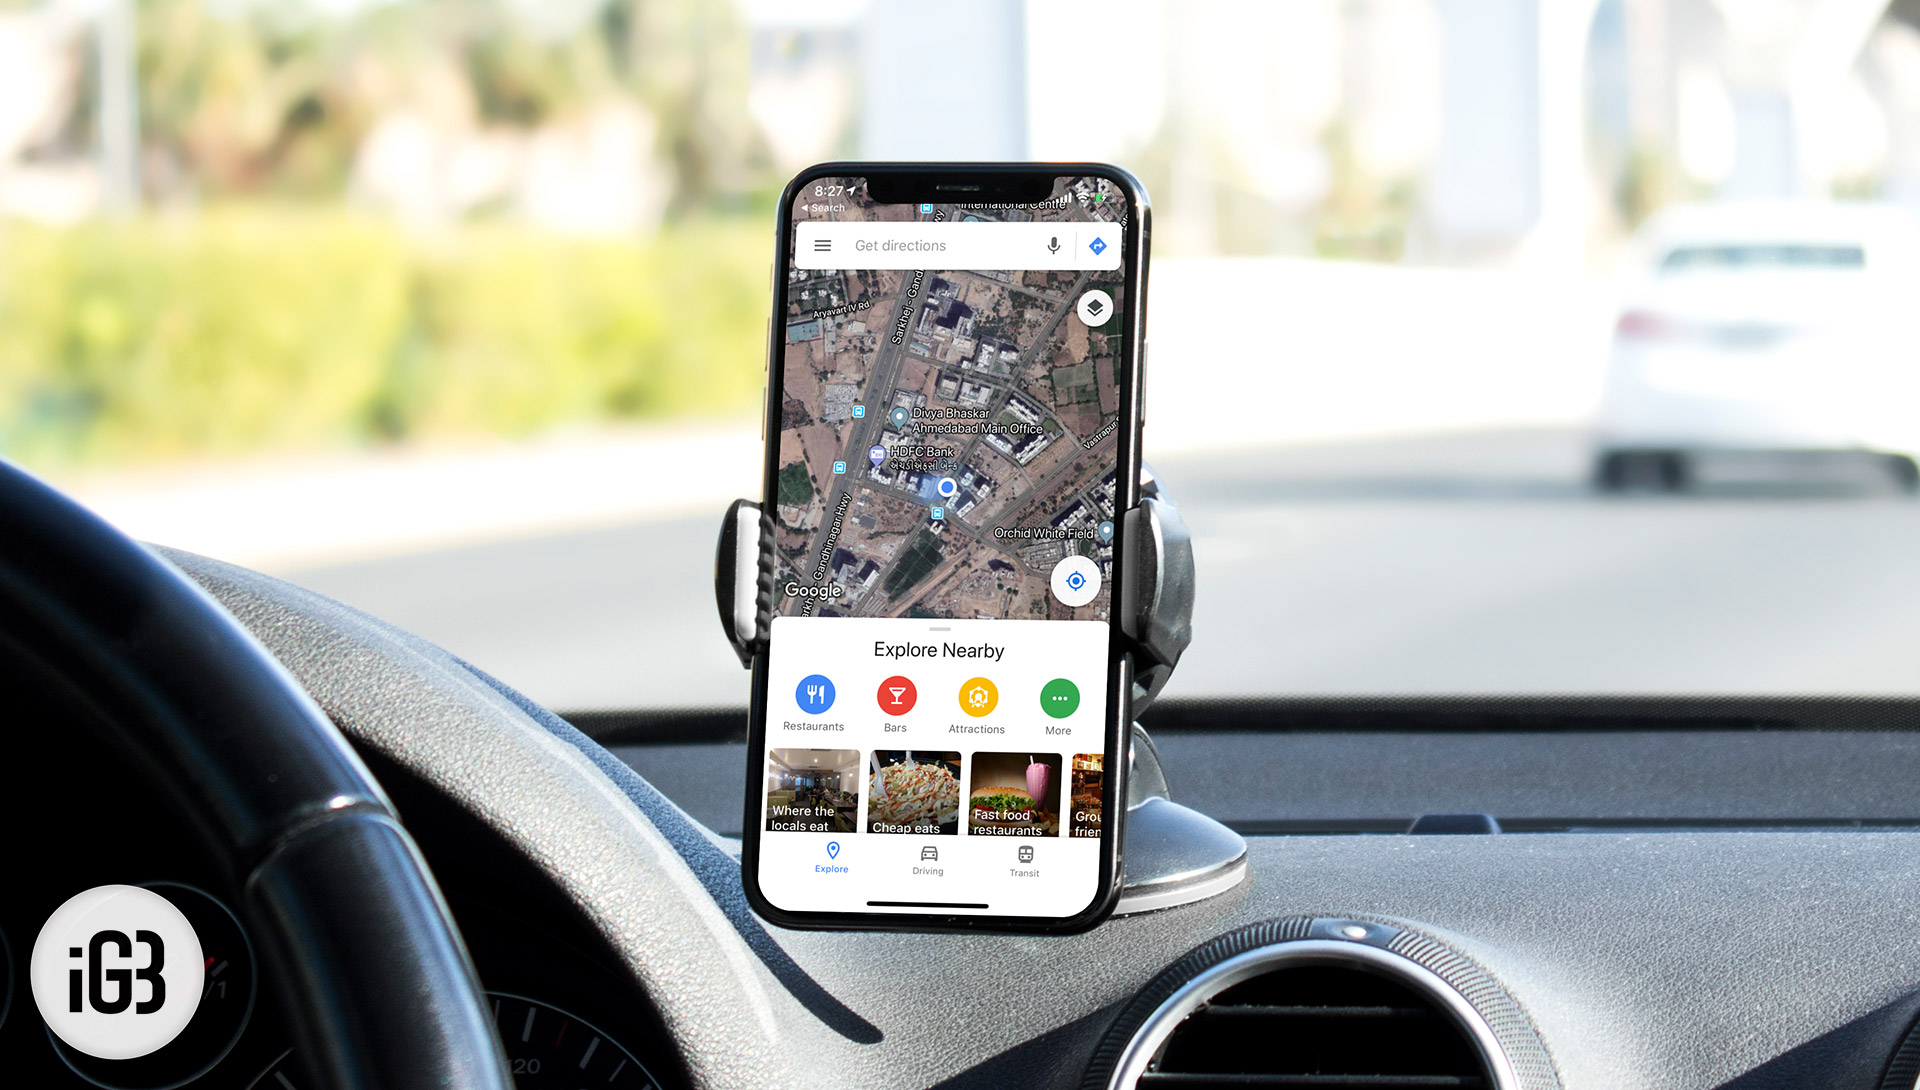 8:27
◀ Search
International Centre
Get directions
Aryavart IV Rd
Sarkhej - Gand
Divya Bhaskar
Ahmedabad Main Office
HDFC Bank
એચડીએફસી બેન્ક
Vastrapur
Orchid White Field
Gandhinagar Hwy
Google
Explore Nearby
Restaurants
Bars
Attractions
More
Where the
locals eat
Cheap eats
Fast food
restaurants
Grou
frien
Explore
Driving
Transit
iGB
/1
120